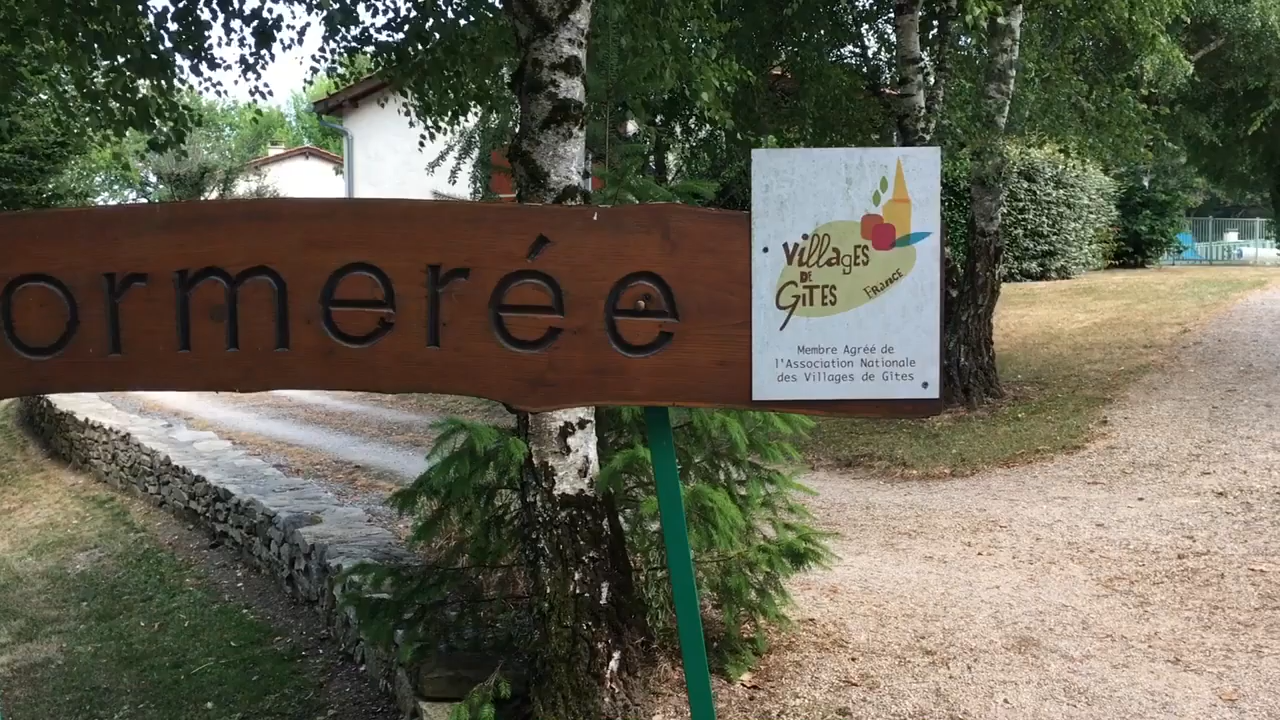 ormerée
Villages
DE
GîTES
FRANCE
Membre Agréé de
l'Association Nationale
des Villages de Gîtes